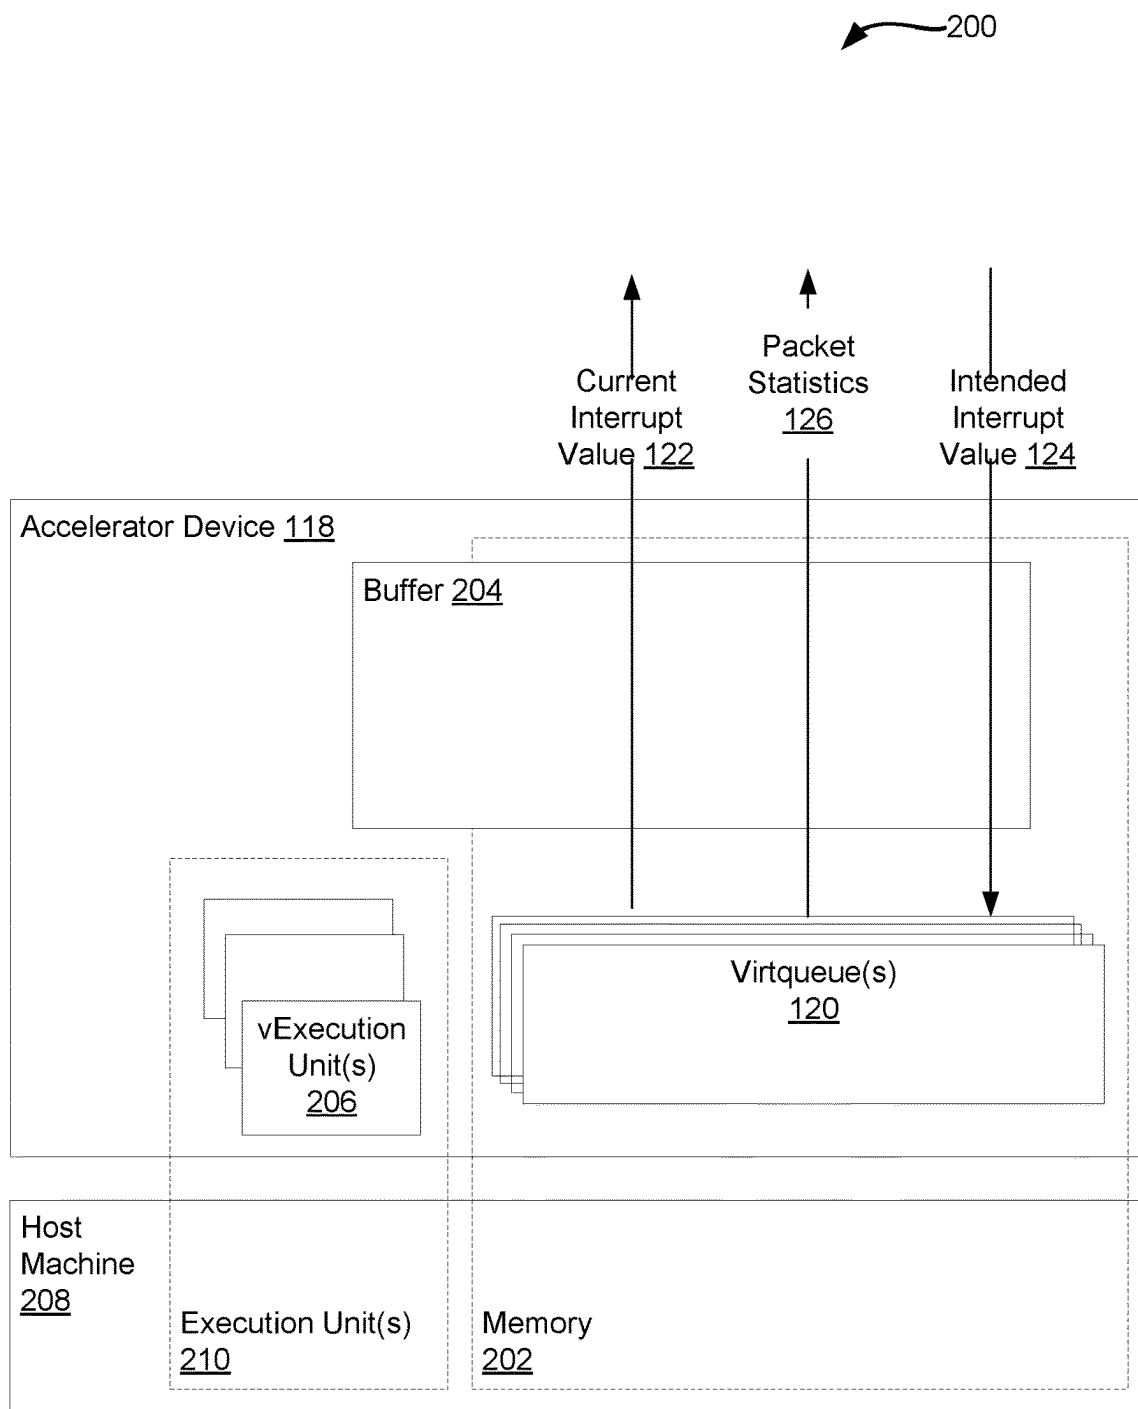 200
Packet
Statistics
126
Current
Interrupt
Value 122
Intended
Interrupt
Value 124
Accelerator Device 118
Buffer 204
Virtqueue(s)
120
vExecution
Unit(s)
206
Host
Machine
208
Execution Unit(s)
210
Memory
202